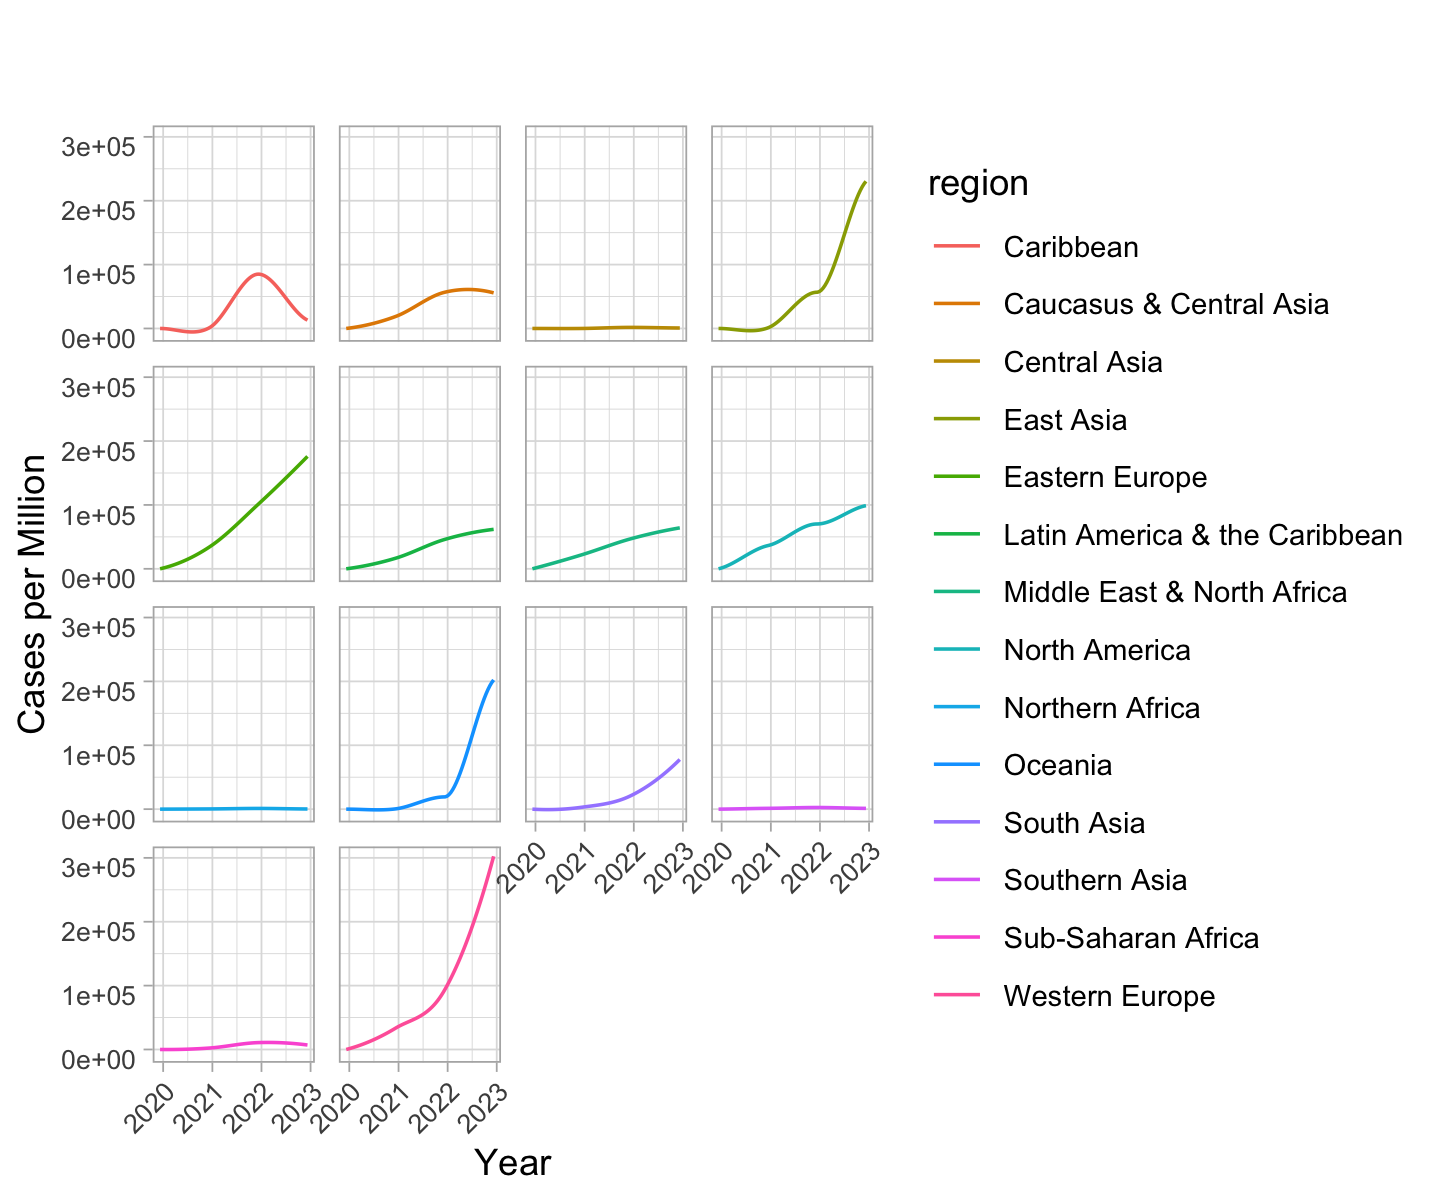 3e+05
2e+05
1e+05
0e+00
3e+05
2e+05
1e+05
0e+00
3e+05
2e+05
1e+05
0e+00
2020 2021 2022 2023 2020 2021 2022 2023
3e+05
2e+05
1e+05
0e+00
2020 2021 2022 2023 2020 2021 2022 2023
Cases per Million
Year
region
Caribbean
Caucasus & Central Asia
Central Asia
East Asia
Eastern Europe
Latin America & the Caribbean
Middle East & North Africa
North America
Northern Africa
Oceania
South Asia
Southern Asia
Sub-Saharan Africa
Western Europe